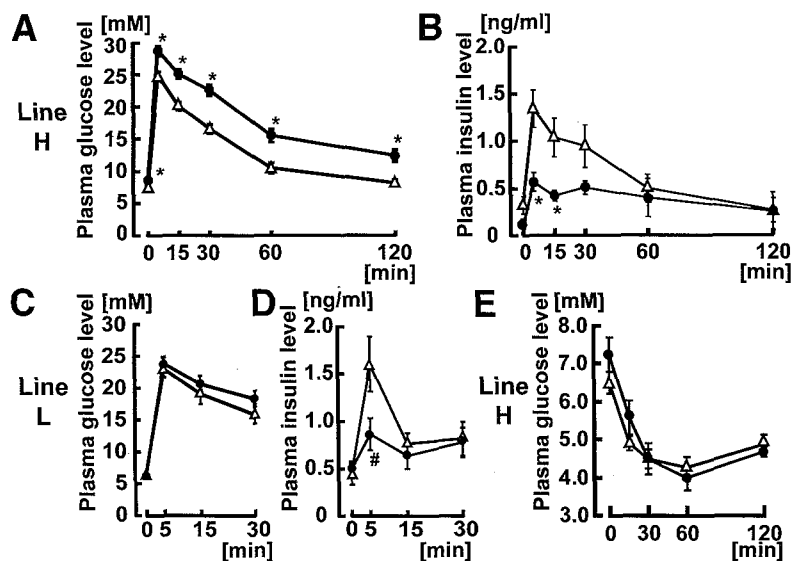 A
[mM]
Line H
Plasma glucose level
30
25
20
15
10
5
0
* * * * * *
0 15 30 60 120
[min]
B
[ng/ml]
Plasma insulin level
2.0
1.5
1.0
0.5
0
* *
0 15 30 60 120
[min]
C
[mM]
Line L
Plasma glucose level
30
25
20
15
10
5
0
0 5 15 30
[min]
D
[ng/ml]
Plasma insulin level
2.0
1.5
1.0
0.5
0
#
0 5 15 30
[min]
E
[mM]
Line H
Plasma glucose level
8.0
7.0
6.0
5.0
4.0
3.0
0 30 60 120
[min]